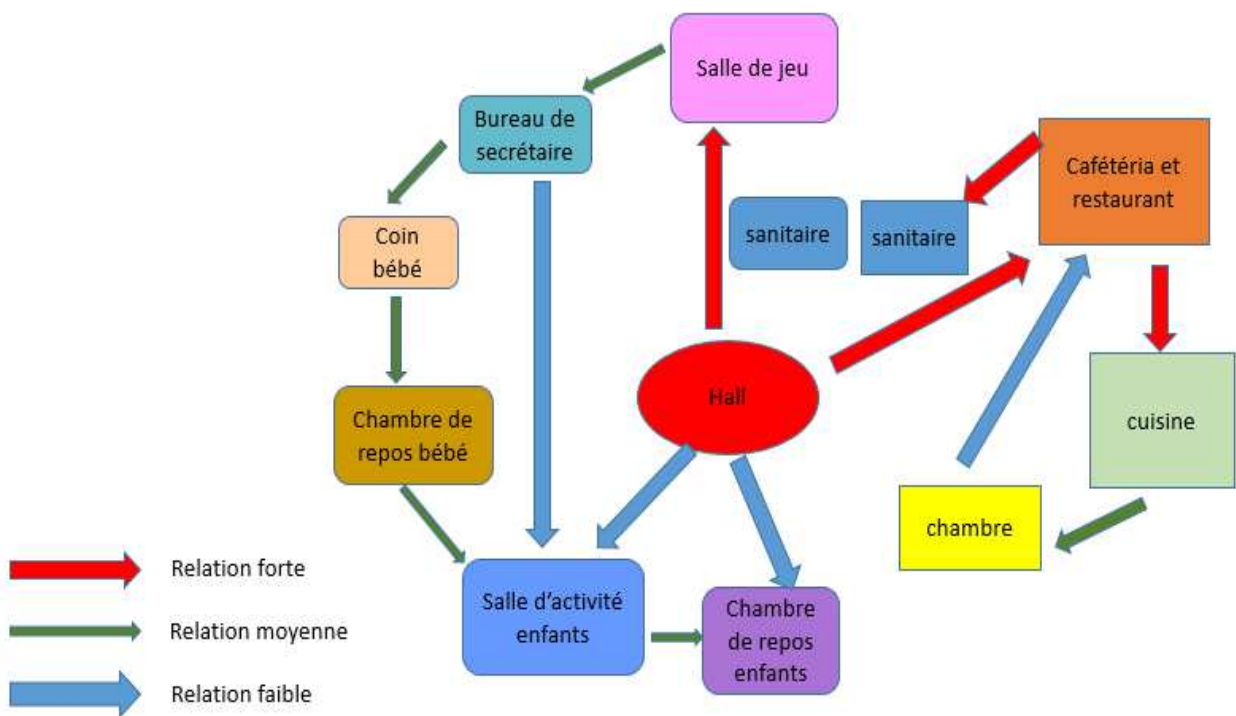 Salle de jeu
Bureau de
secrétaire
Cafétéria et
restaurant
sanitaire
sanitaire
Coin
bébé
Hall
Chambre de
repos bébé
cuisine
chambre
Relation forte
Salle d'activité
enfants
Chambre
de repos
enfants
Relation moyenne
Relation faible